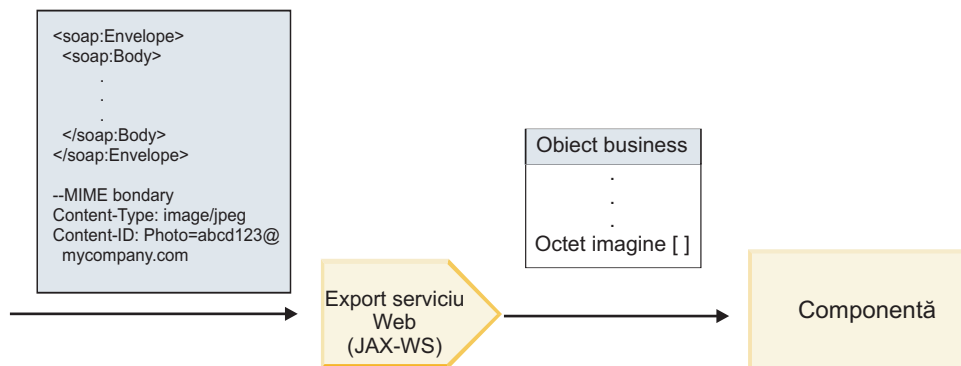 <soap:Envelope>
<soap:Body>
.
.
.
</soap:Body>
</soap:Envelope>
--MIME bondary
Content-Type: image/jpeg
Content-ID: Photo=abcd123@
mycompany.com
Export serviciu
Web
(JAX-WS)
Obiect business
.
.
.
Octet imagine [ ]
Componentă